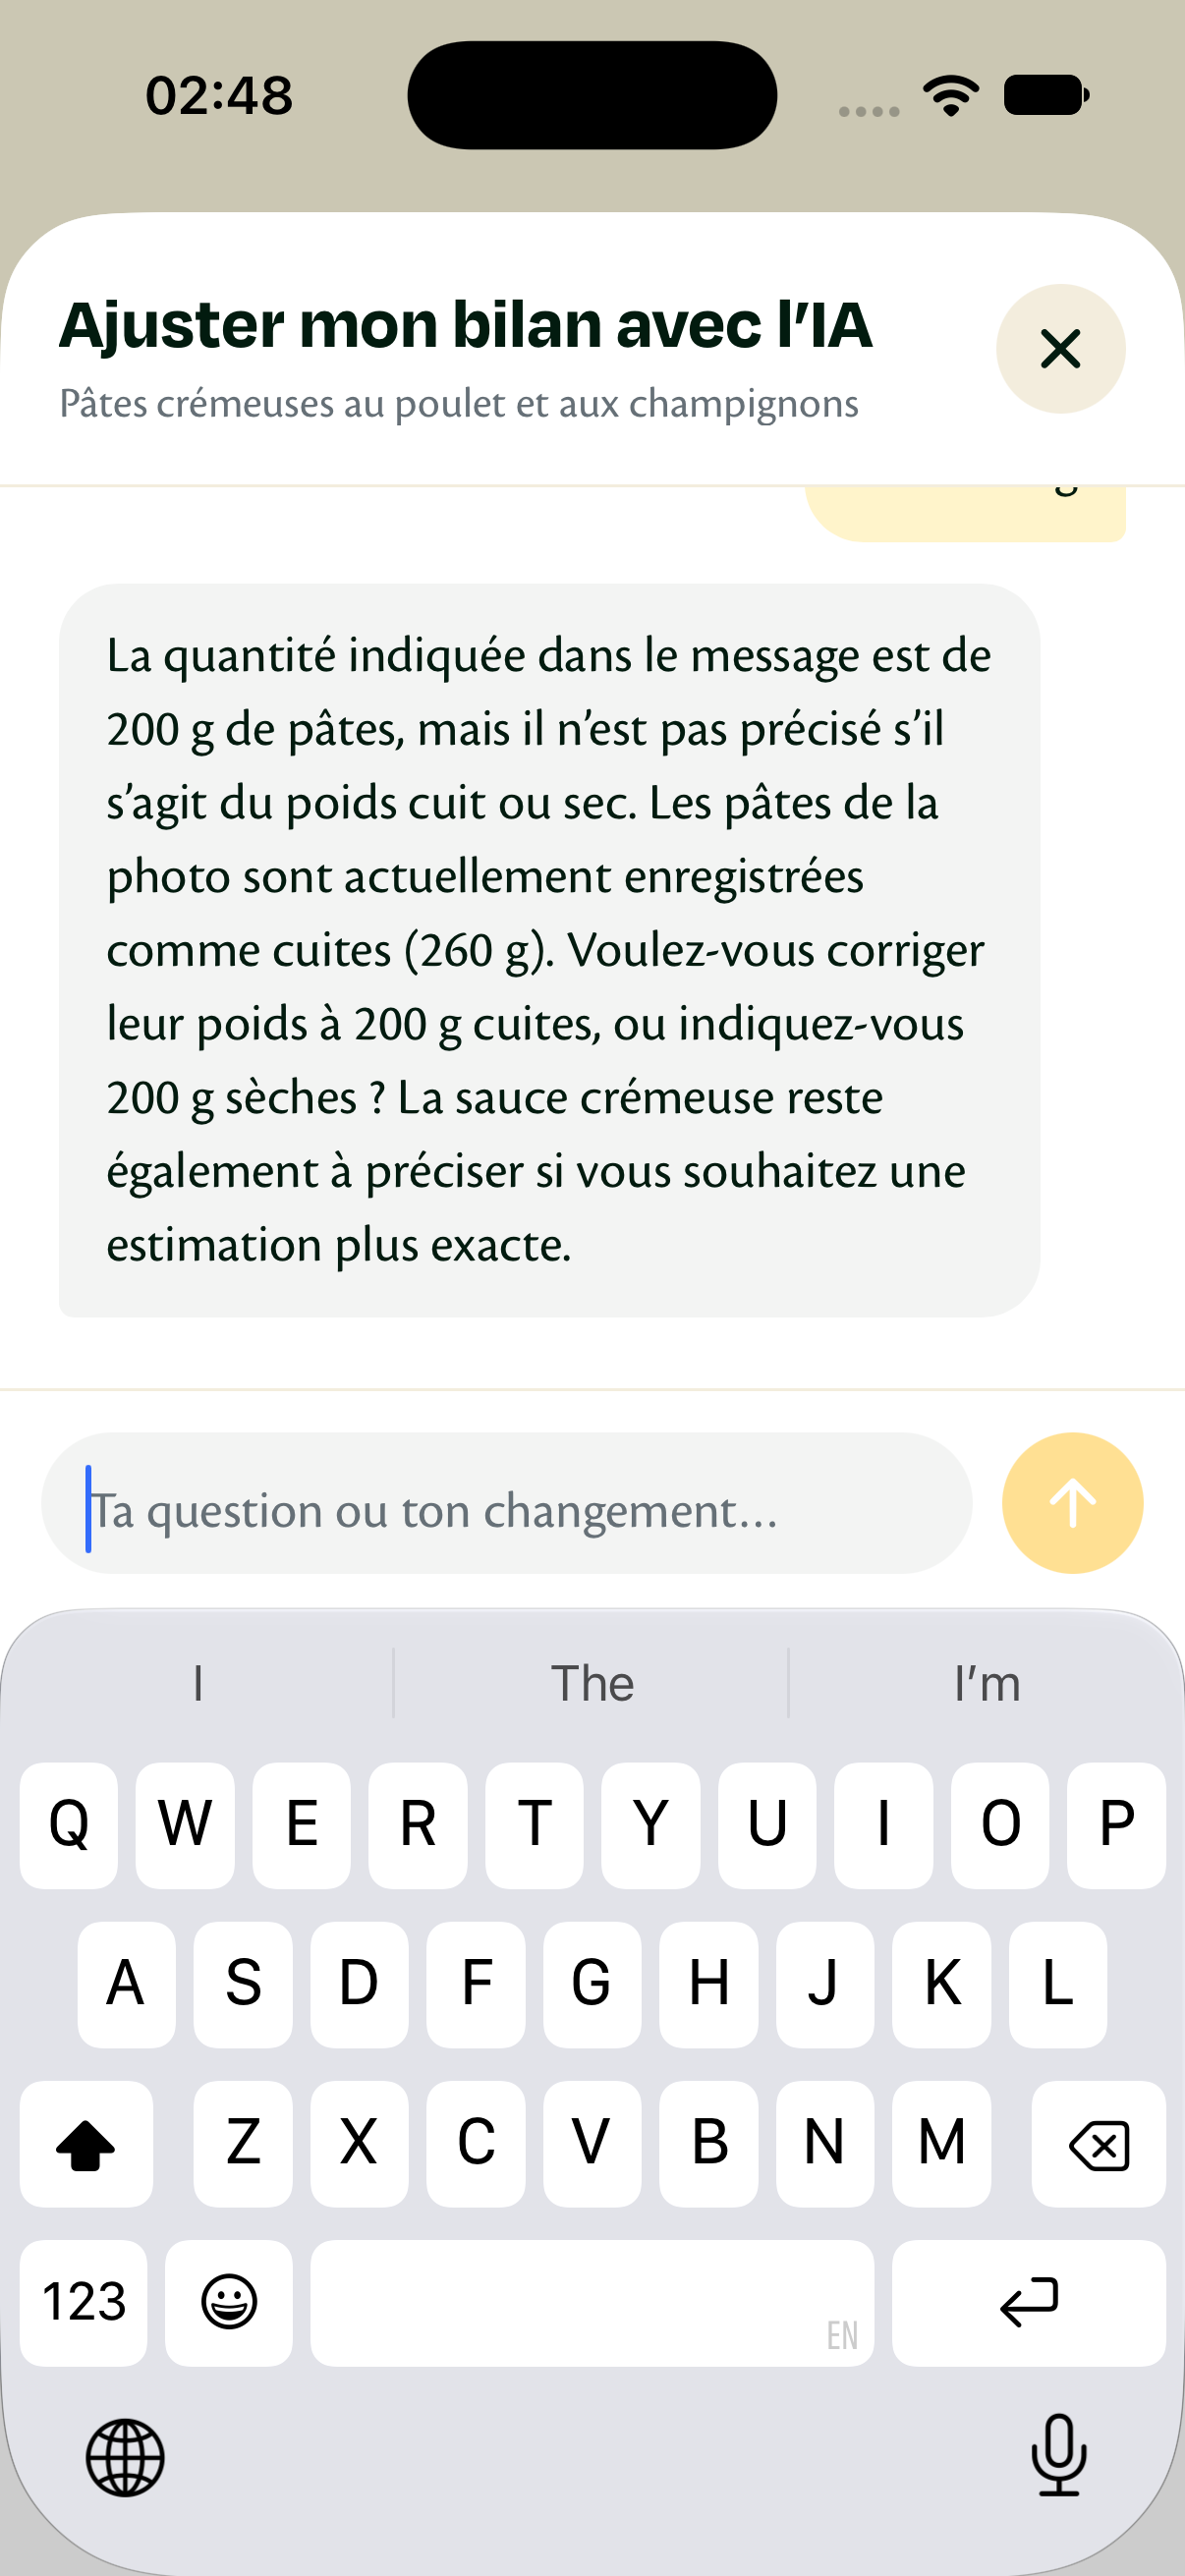 02:48
Ajuster mon bilan avec l’IA
Pâtes crémeuses au poulet et aux champignons
La quantité indiquée dans le message est de
200 g de pâtes, mais il n’est pas précisé s’il
s’agit du poids cuit ou sec. Les pâtes de la
photo sont actuellement enregistrées
comme cuites (260 g). Voulez-vous corriger
leur poids à 200 g cuites, ou indiquez-vous
200 g sèches ? La sauce crémeuse reste
également à préciser si vous souhaitez une
estimation plus exacte.
Ta question ou ton changement...
I The I’m
Q W E R T Y U I O P
A S D F G H J K L
Z X C V B N M
123 EN